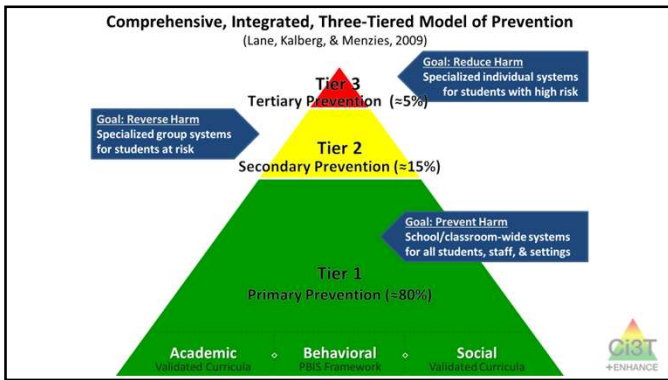 Comprehensive, Integrated, Three-Tiered Model of Prevention
(Lane, Kalberg, & Menzies, 2009)
Goal: Reduce Harm
Specialized individual systems
for students with high risk
Tier 3
Tertiary Prevention (≈5%)
Goal: Reverse Harm
Specialized group systems
for students at risk
Tier 2
Secondary Prevention (≈15%)
Goal: Prevent Harm
School/classroom-wide systems
for all students, staff, & settings
Tier 1
Primary Prevention (≈80%)
Academic ◇ Behavioral ◇ Social
Validated Curricula PBIS Framework Validated Curricula
Ci3T
+ENHANCE